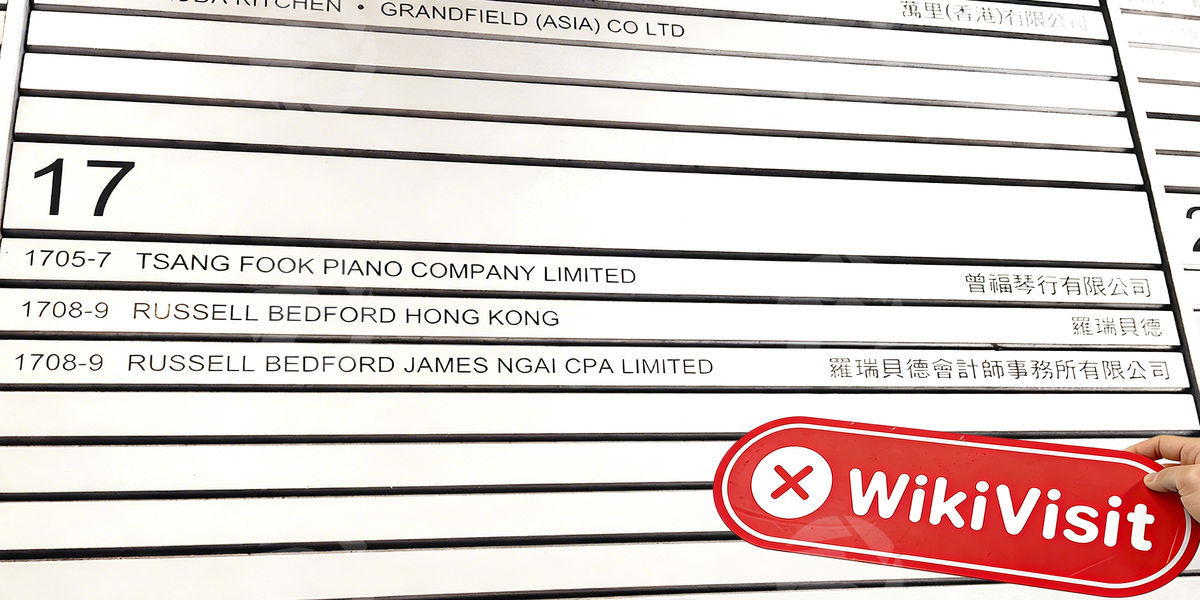 KITCHEN • GRANDFIELD (ASIA) CO LTD 萬里(香港)有限公司
17
1705-7 TSANG FOOK PIANO COMPANY LIMITED 曾福琴行有限公司
1708-9 RUSSELL BEDFORD HONG KONG 羅瑞貝德
1708-9 RUSSELL BEDFORD JAMES NGAI CPA LIMITED 羅瑞貝德會計師事務所有限公司
WikiVisit